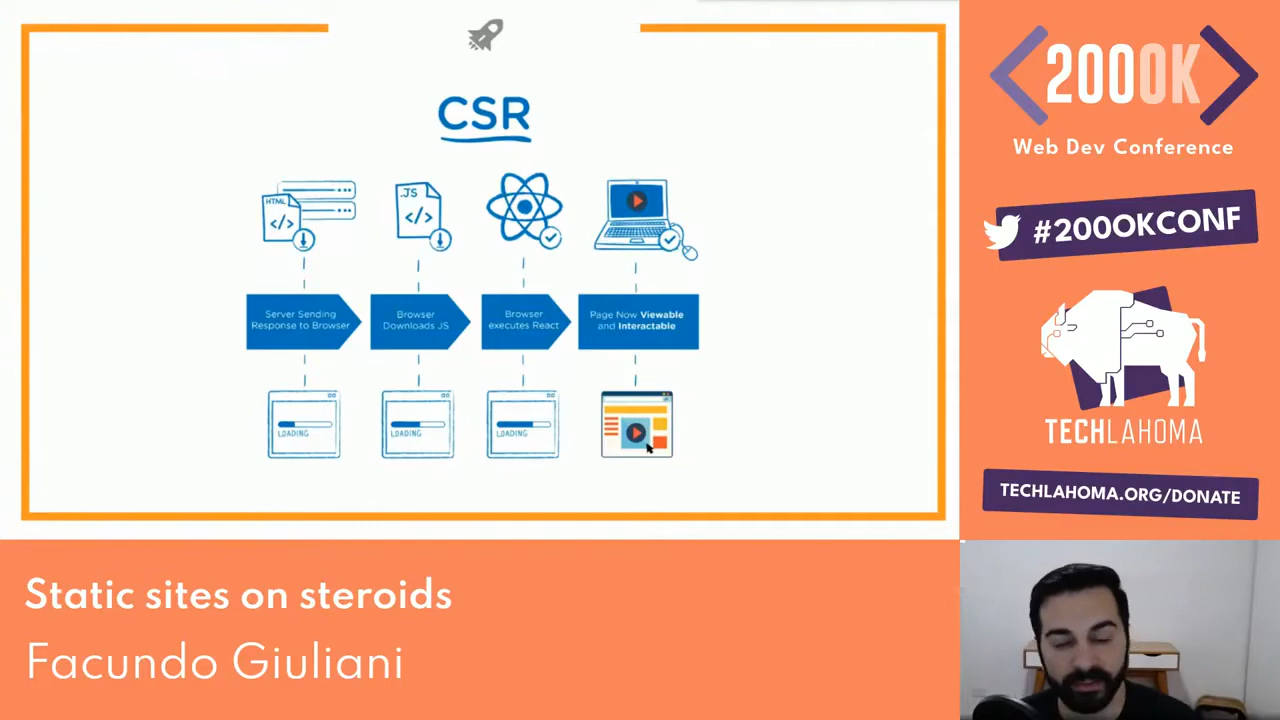 CSR
HTML
</>
.JS
</>
Server Sending
Response to Browser
Browser
Downloads JS
Browser
executes React
Page Now Viewable
and Interactable
LOADING
LOADING
LOADING
<200OK>
Web Dev Conference
#200OKCONF
TECHLAHOMA
TECHLAHOMA.ORG/DONATE
Static sites on steroids
Facundo Giuliani